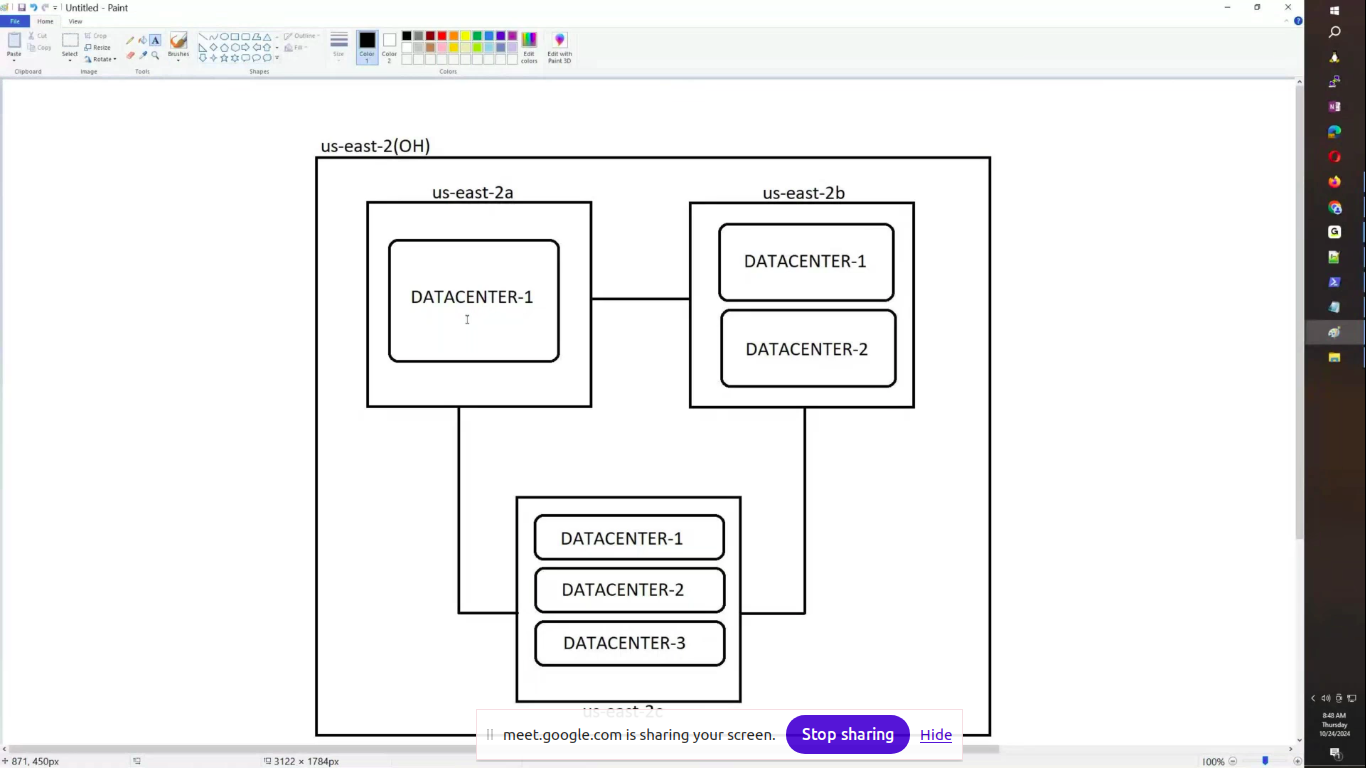 Untitled - Paint
File Home View
Paste
Cut
Copy
Clipboard
Select
Crop
Resize
Rotate
Image
Tools
Brushes
Shapes
Outline
Fill
Size
Color 1
Color 2
Colors
Edit colors
Edit with Paint 3D
us-east-2(OH)
us-east-2a
us-east-2b
DATACENTER-1
DATACENTER-1
DATACENTER-2
DATACENTER-1
DATACENTER-2
DATACENTER-3
meet.google.com is sharing your screen.
Stop sharing
Hide
871, 450px
3122 × 1784px
100%
8:48 AM
Thursday
10/24/2024